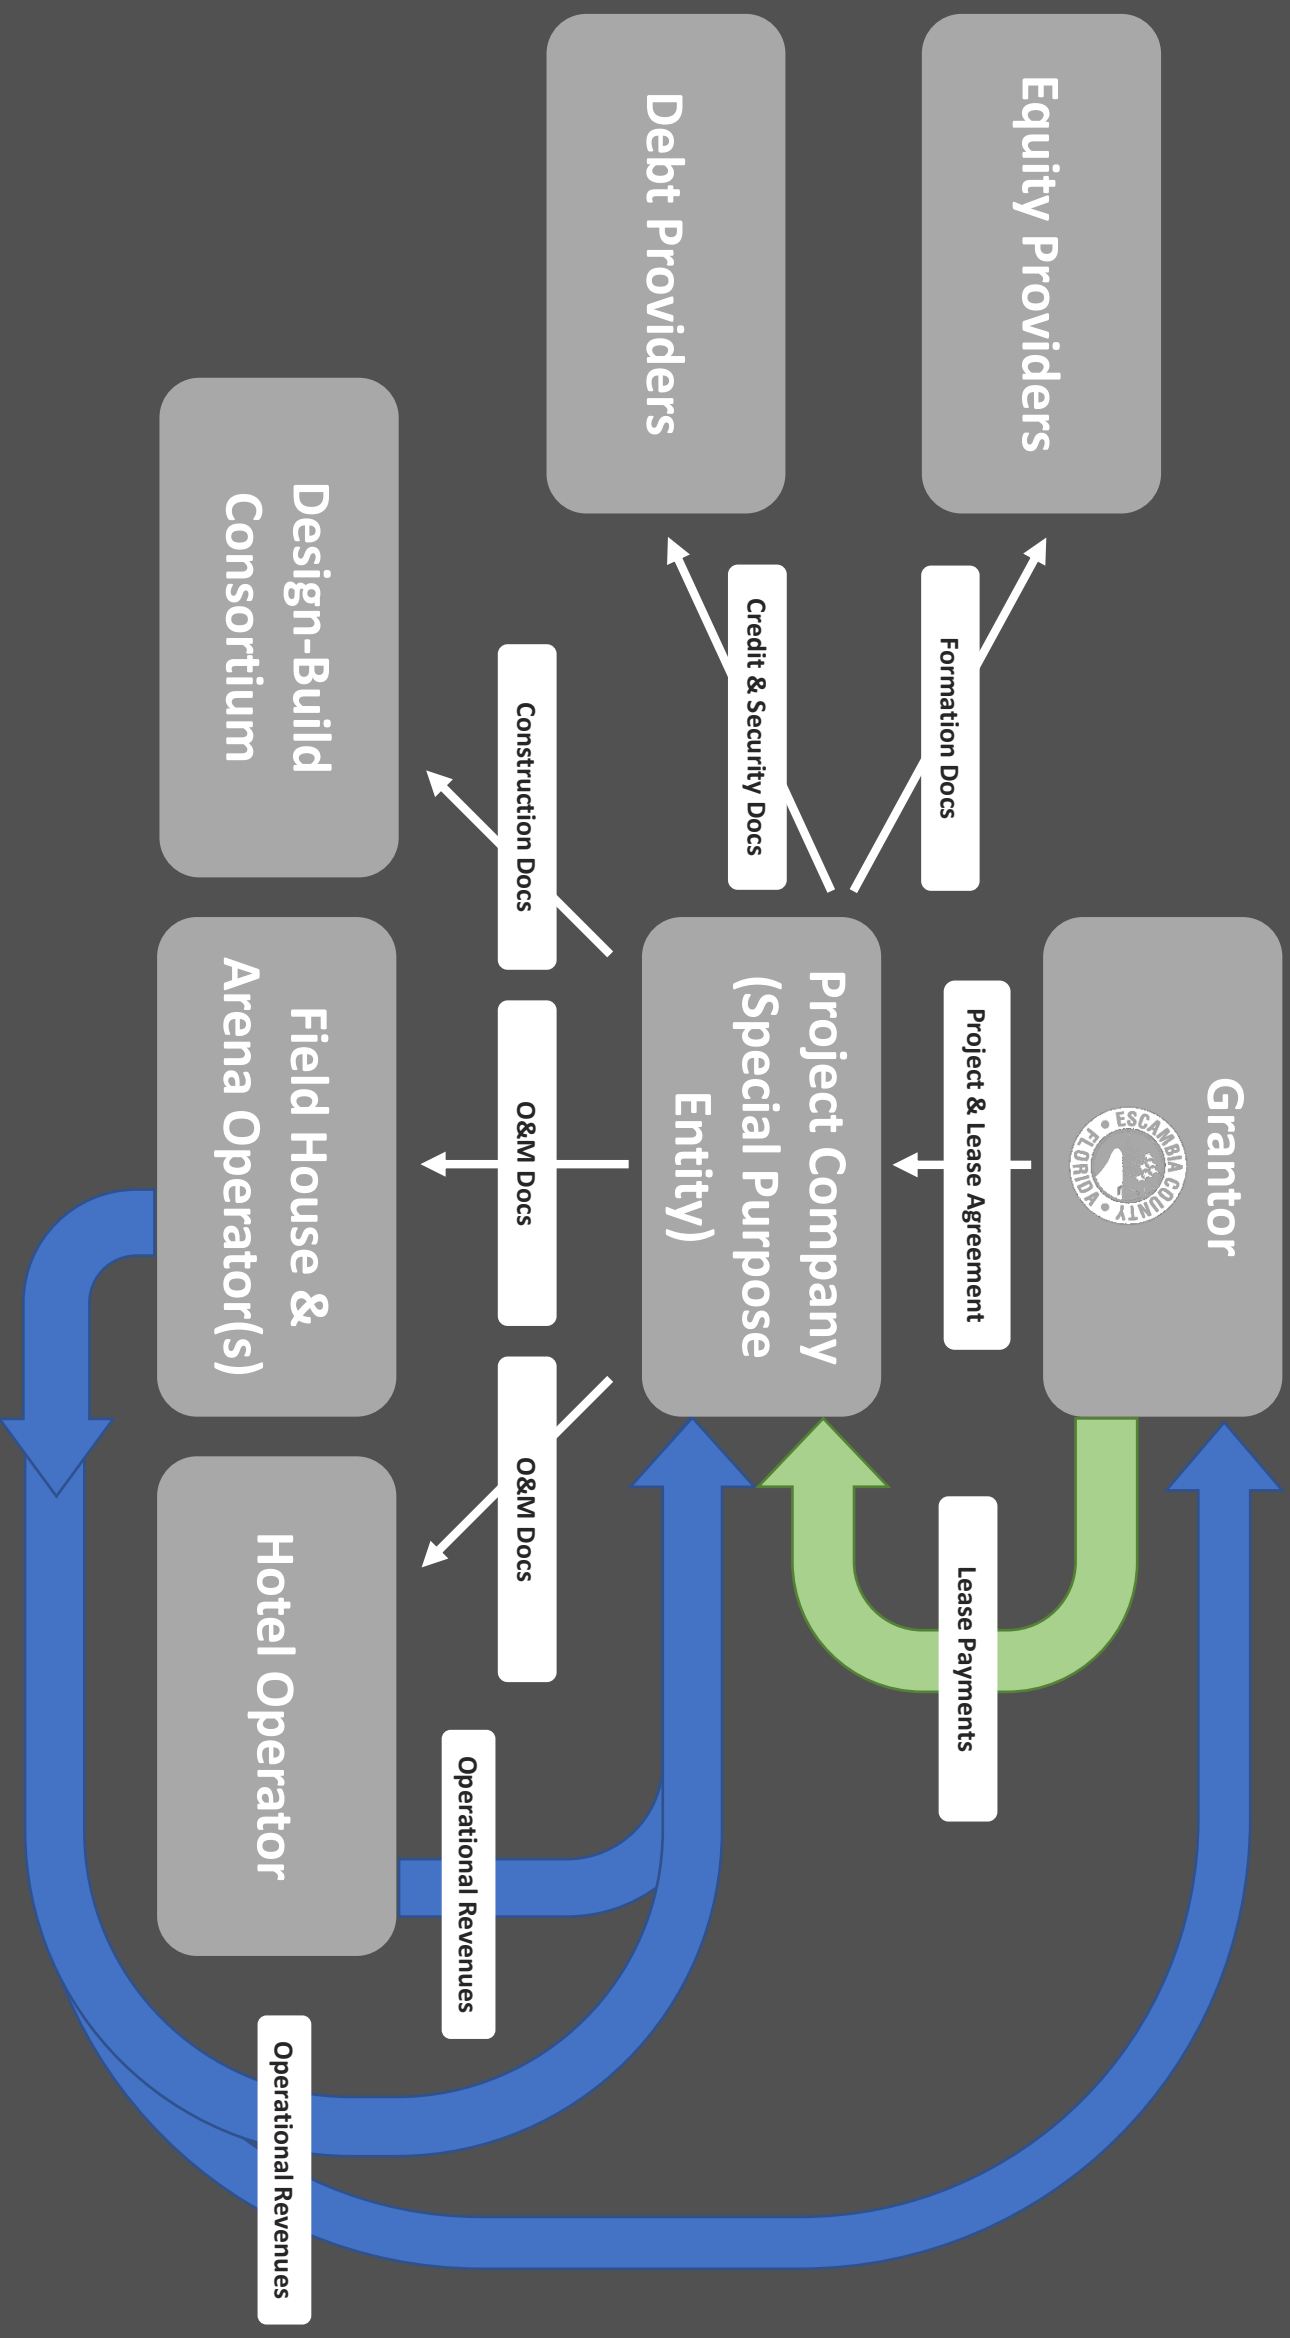 Grantor
ESCAMBIA COUNTY
FLORIDA
Project & Lease Agreement
Equity Providers
Formation Docs
Lease Payments
Debt Providers
Credit & Security Docs
Project Company
(Special Purpose
Entity)
Construction Docs
O&M Docs
O&M Docs
Operational Revenues
Design-Build
Consortium
Field House &
Arena Operator(s)
Hotel Operator
Operational Revenues